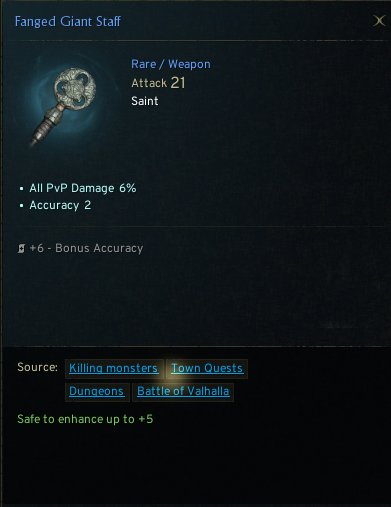 Fanged Giant Staff
Rare / Weapon
Attack 21
Saint
• All PvP Damage 6%
• Accuracy 2
+6 - Bonus Accuracy
Source: Killing monsters Town Quests
Dungeons Battle of Valhalla
Safe to enhance up to +5